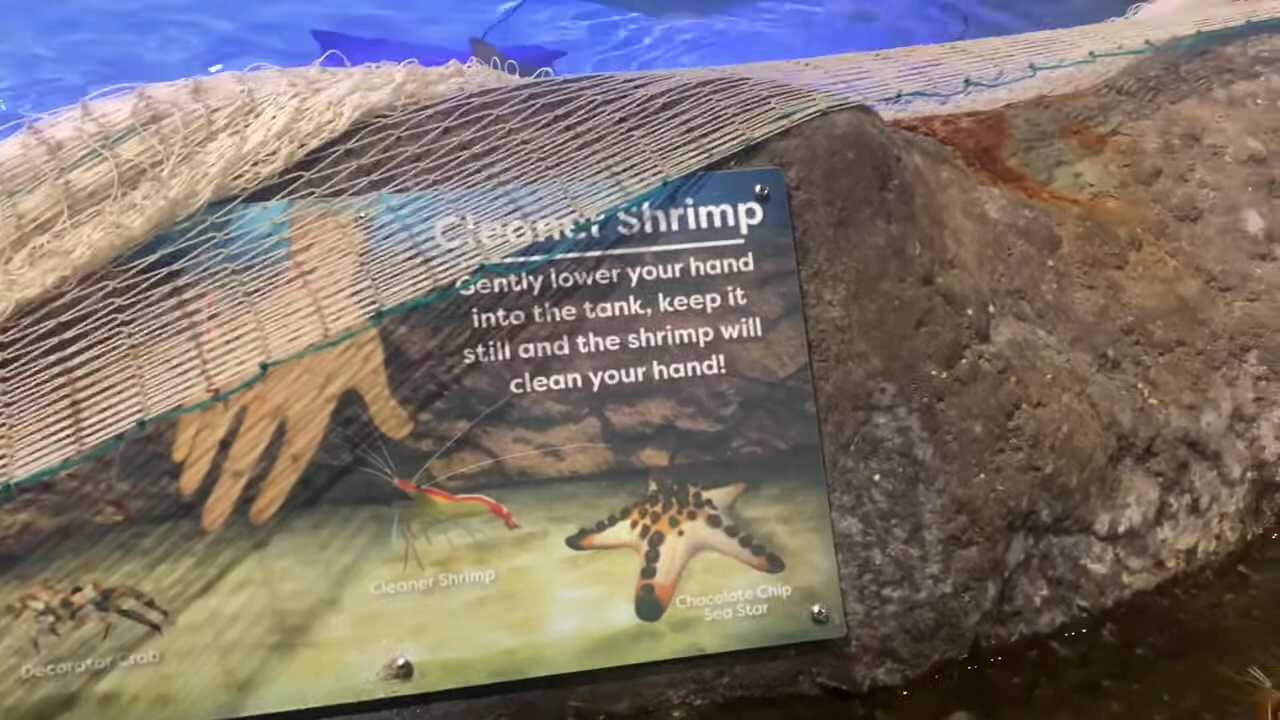 Cleaner Shrimp
Gently lower your hand
into the tank, keep it
still and the shrimp will
clean your hand!
Cleaner Shrimp
Chocolate Chip
Sea Star
Decorator Crab